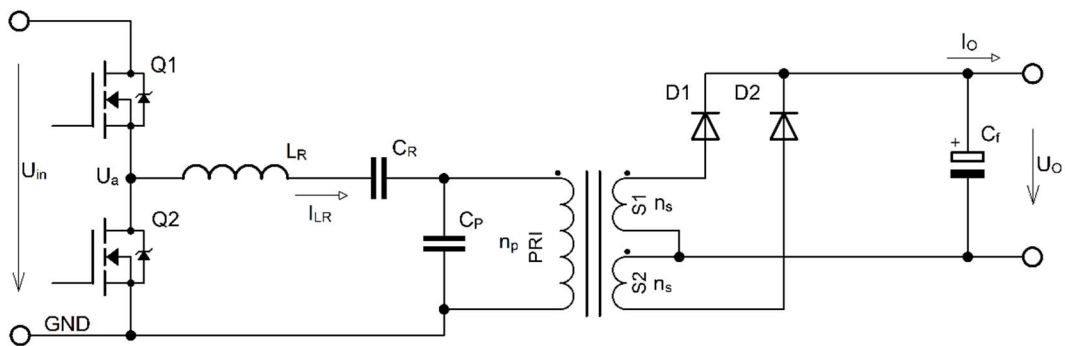 Q1
Uin
Ua
LR
CR
ILR
Q2
CP
np
PRI
GND
D1
D2
S1
ns
S2
ns
IO
+
Cf
UO